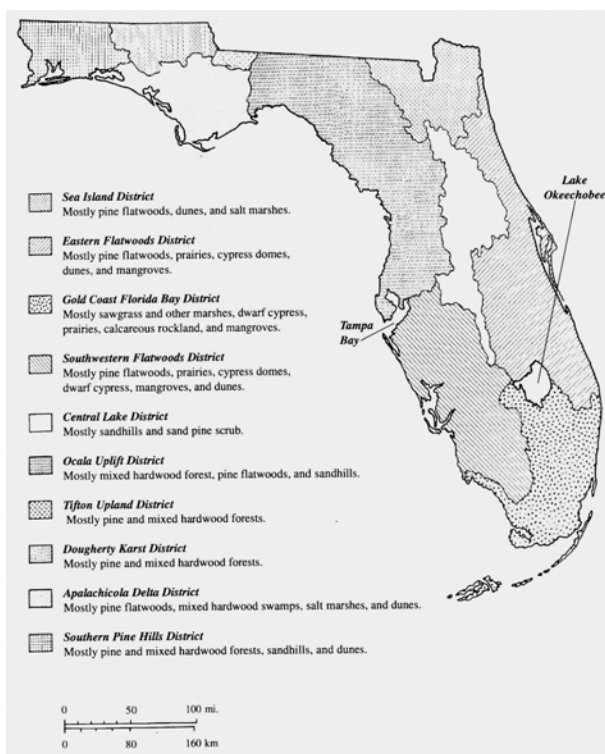 Lake
Okeechobee
Tampa
Bay
Sea Island District
Mostly pine flatwoods, dunes, and salt marshes.
Eastern Flatwoods District
Mostly pine flatwoods, prairies, cypress domes,
dunes, and mangroves.
Gold Coast Florida Bay District
Mostly sawgrass and other marshes, dwarf cypress,
prairies, calcareous rockland, and mangroves.
Southwestern Flatwoods District
Mostly pine flatwoods, prairies, cypress domes,
dwarf cypress, mangroves, and dunes.
Central Lake District
Mostly sandhills and sand pine scrub.
Ocala Uplift District
Mostly mixed hardwood forest, pine flatwoods, and sandhills.
Tifton Upland District
Mostly pine and mixed hardwood forests.
Dougherty Karst District
Mostly pine and mixed hardwood forests.
Apalachicola Delta District
Mostly pine flatwoods, mixed hardwood swamps, salt marshes, and dunes.
Southern Pine Hills District
Mostly pine and mixed hardwood forests, sandhills, and dunes.
0 50 100 mi.
0 80 160 km